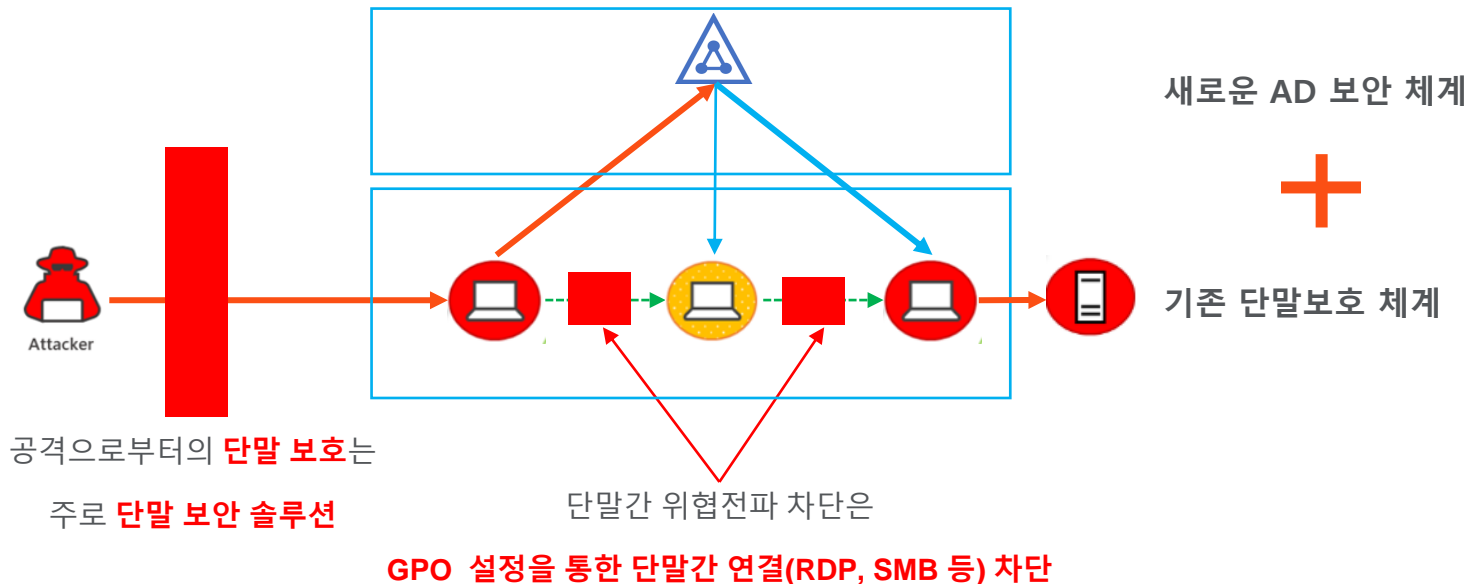 새로운 AD 보안 체계
기존 단말보호 체계
Attacker
공격으로부터의 단말 보호는
주로 단말 보안 솔루션
단말간 위협전파 차단은
GPO 설정을 통한 단말간 연결(RDP, SMB 등) 차단